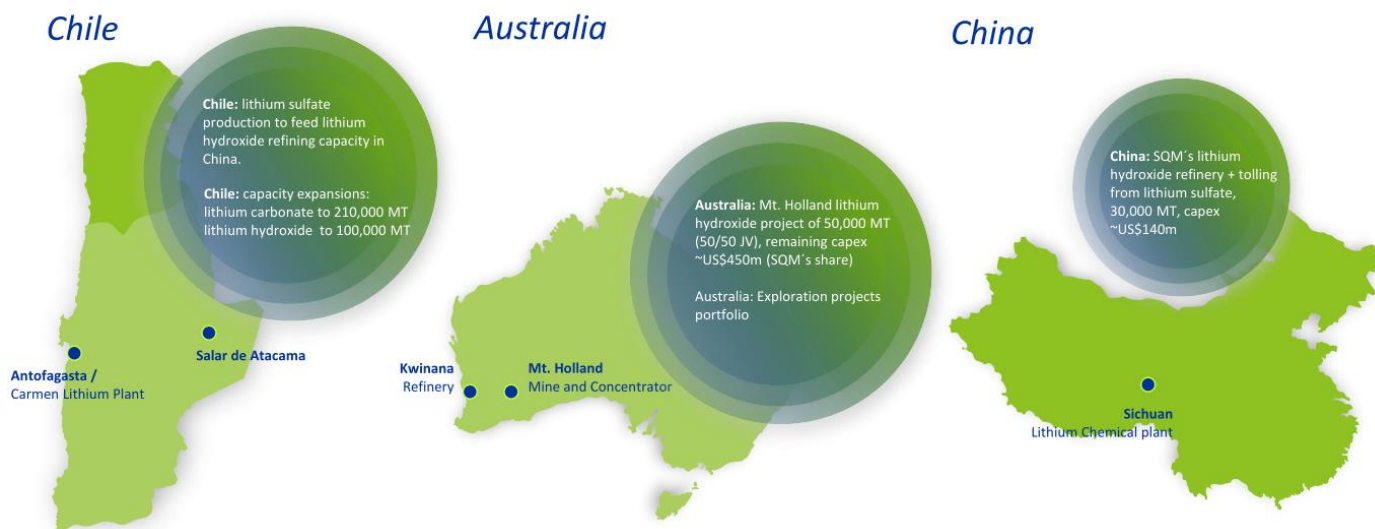 Chile
Australia
China
Chile: lithium sulfate
production to feed lithium
hydroxide refining capacity in
China.
Chile: capacity expansions:
lithium carbonate to 210,000 MT
lithium hydroxide to 100,000 MT
Salar de Atacama
Antofagasta /
Carmen Lithium Plant
Australia: Mt. Holland lithium
hydroxide project of 50,000 MT
(50/50 JV), remaining capex
~US$450m (SQM´s share)
Australia: Exploration projects
portfolio
Kwinana
Refinery
Mt. Holland
Mine and Concentrator
China: SQM´s lithium
hydroxide refinery + tolling
from lithium sulfate,
30,000 MT, capex
~US$140m
Sichuan
Lithium Chemical plant